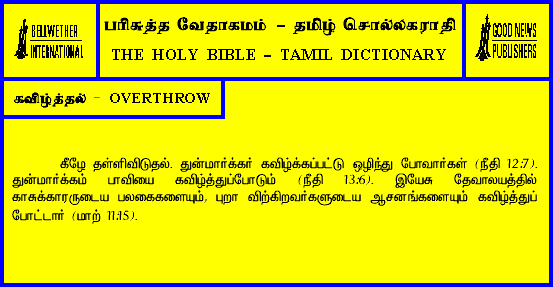 BELLWETHER
INTERNATIONAL
பரிசுத்த வேதாகமம் - தமிழ் சொல்லகராதி
THE HOLY BIBLE - TAMIL DICTIONARY
GOOD NEWS
PUBLISHERS
கவிழ்த்தல் - OVERTHROW
கீழே தள்ளிவிடுதல். துன்மார்க்கர் கவிழ்க்கப்பட்டு ஒழிந்து போவார்கள் (நீதி 12:7).
துன்மார்க்கம் பாவியை கவிழ்த்துப்போடும் (நீதி 13:6). இயேசு தேவாலயத்தில்
காசுக்காரருடைய பலகைகளையும், புறா விற்கிறவர்களுடைய ஆசனங்களையும் கவிழ்த்துப்
போட்டார் (மாற் 11:15).